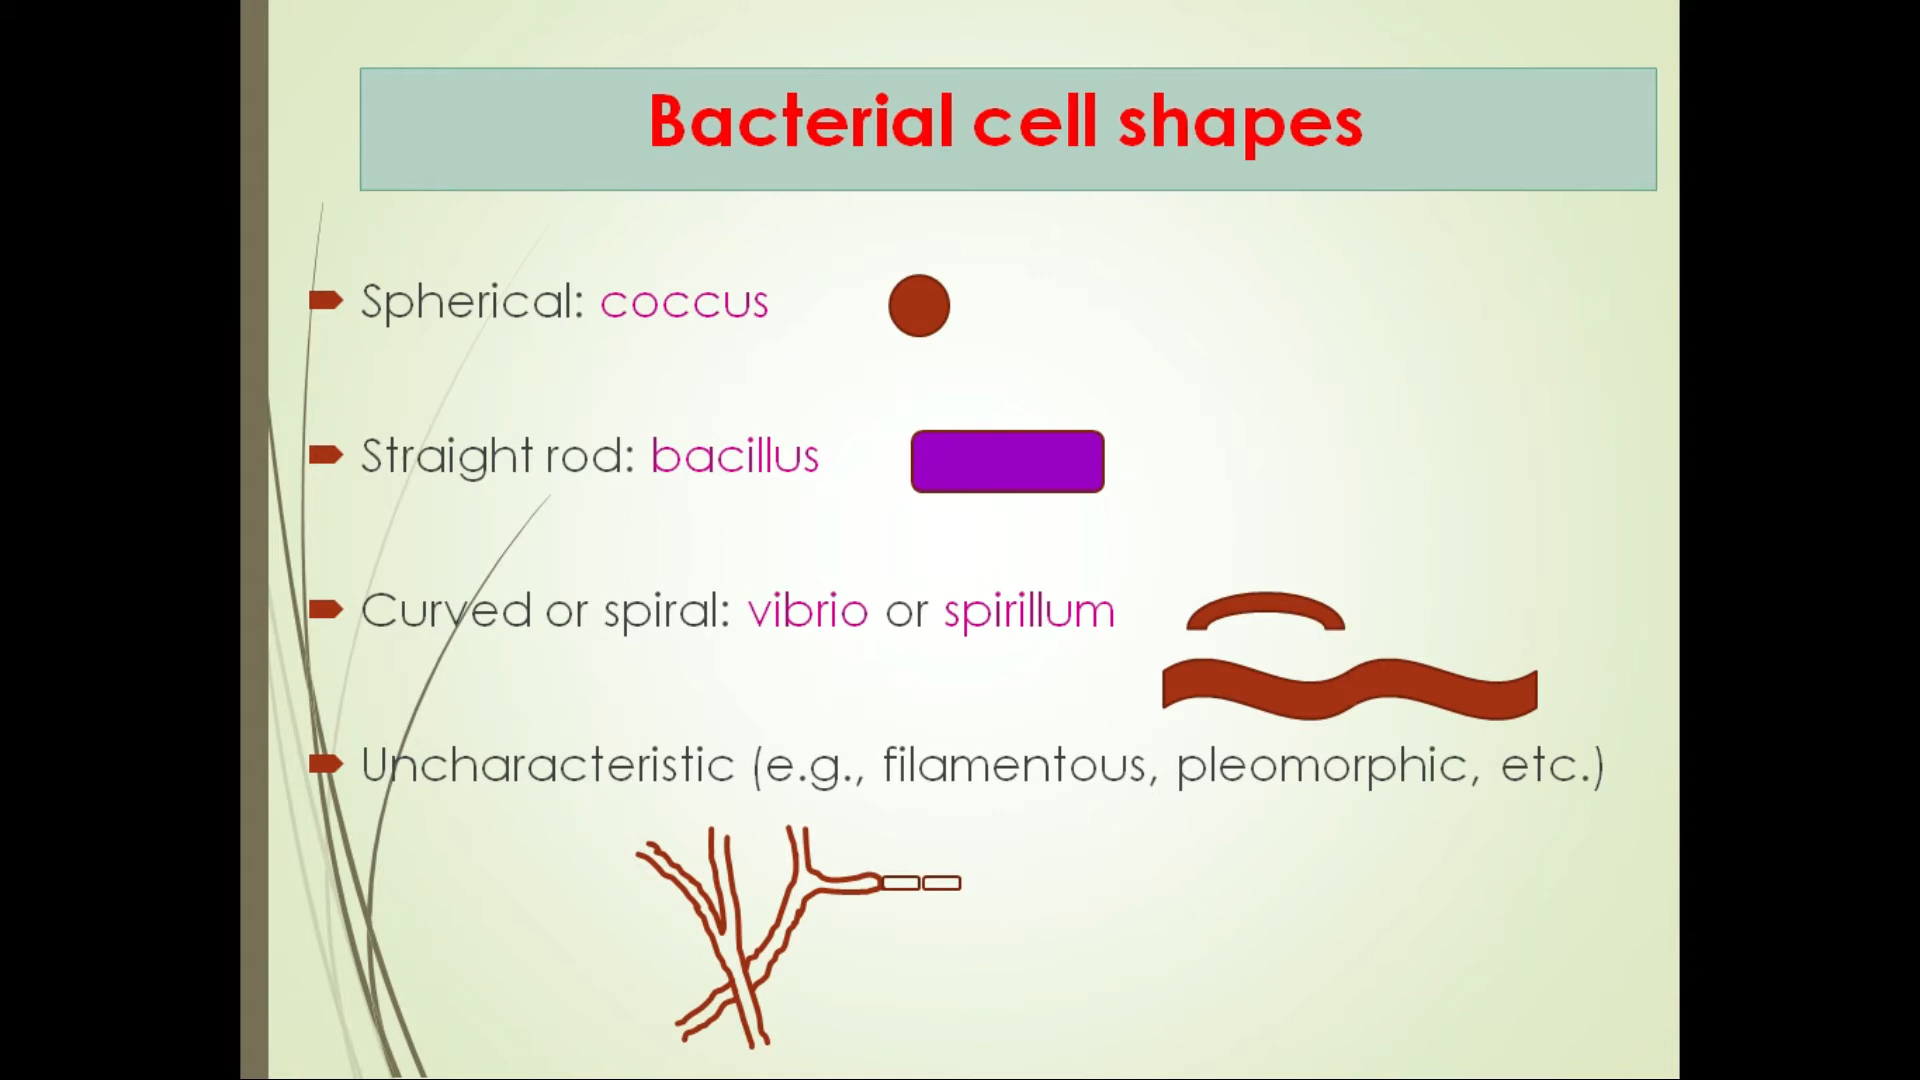 Bacterial cell shapes
Spherical: coccus
Straight rod: bacillus
Curved or spiral: vibrio or spirillum
Uncharacteristic (e.g., filamentous, pleomorphic, etc.)